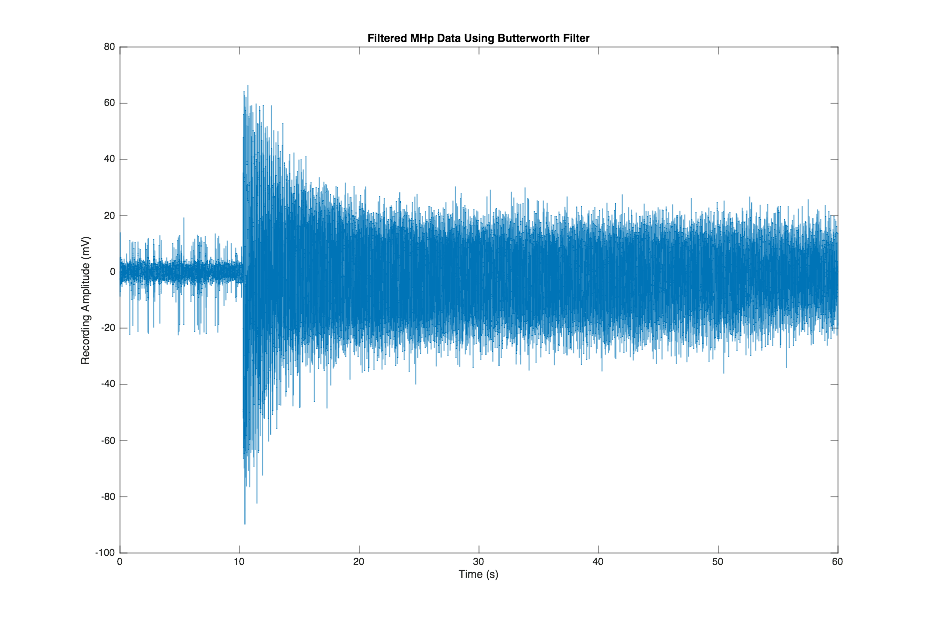 Filtered MHp Data Using Butterworth Filter
80
60
40
20
0
-20
-40
-60
-80
-100
Recording Amplitude (mV)
0 10 20 30 40 50 60
Time (s)